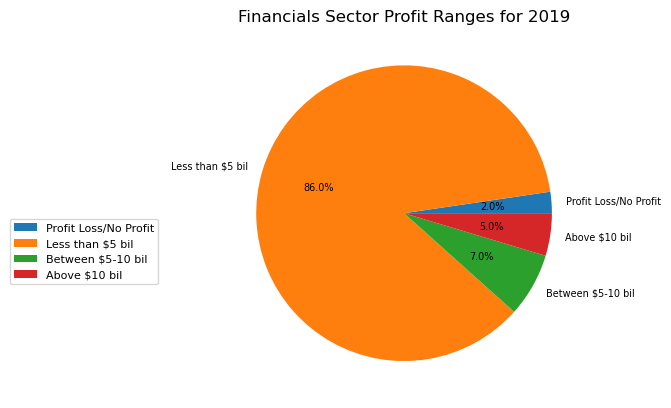 Financials Sector Profit Ranges for 2019
Less than $5 bil
86.0%
2.0%
Profit Loss/No Profit
5.0%
Above $10 bil
7.0%
Between $5-10 bil
Profit Loss/No Profit
Less than $5 bil
Between $5-10 bil
Above $10 bil